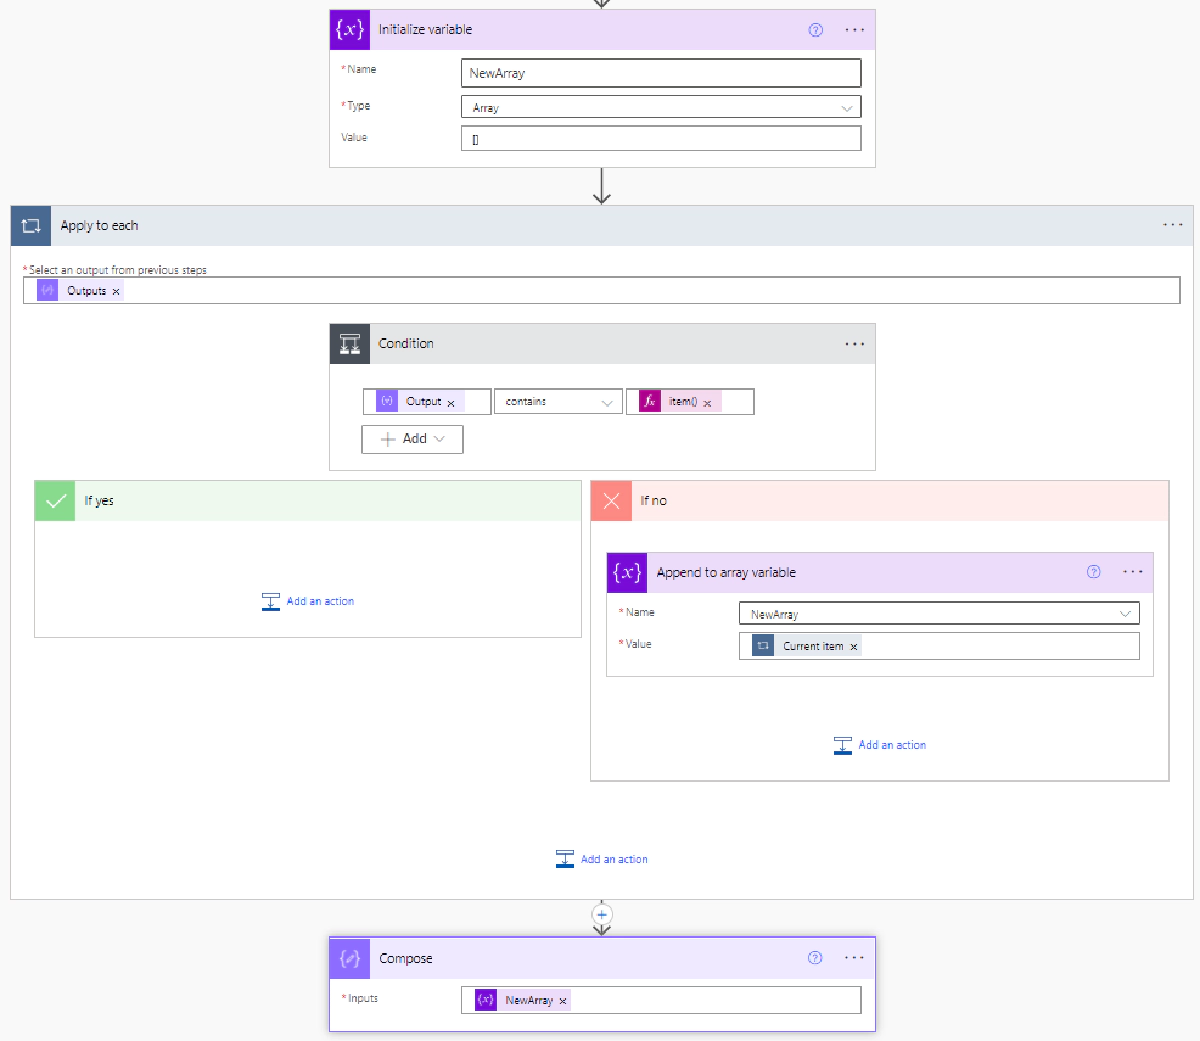 {x} Initialize variable ? ...
* Name NewArray
* Type Array
Value []
Apply to each ...
* Select an output from previous steps
Outputs ×
Condition ...
Output × contains fx item() ×
+ Add
If yes
If no
{x} Append to array variable ? ...
* Name NewArray
* Value Current item ×
Add an action
Add an action
Add an action
+
Compose ? ...
* Inputs {x} NewArray ×